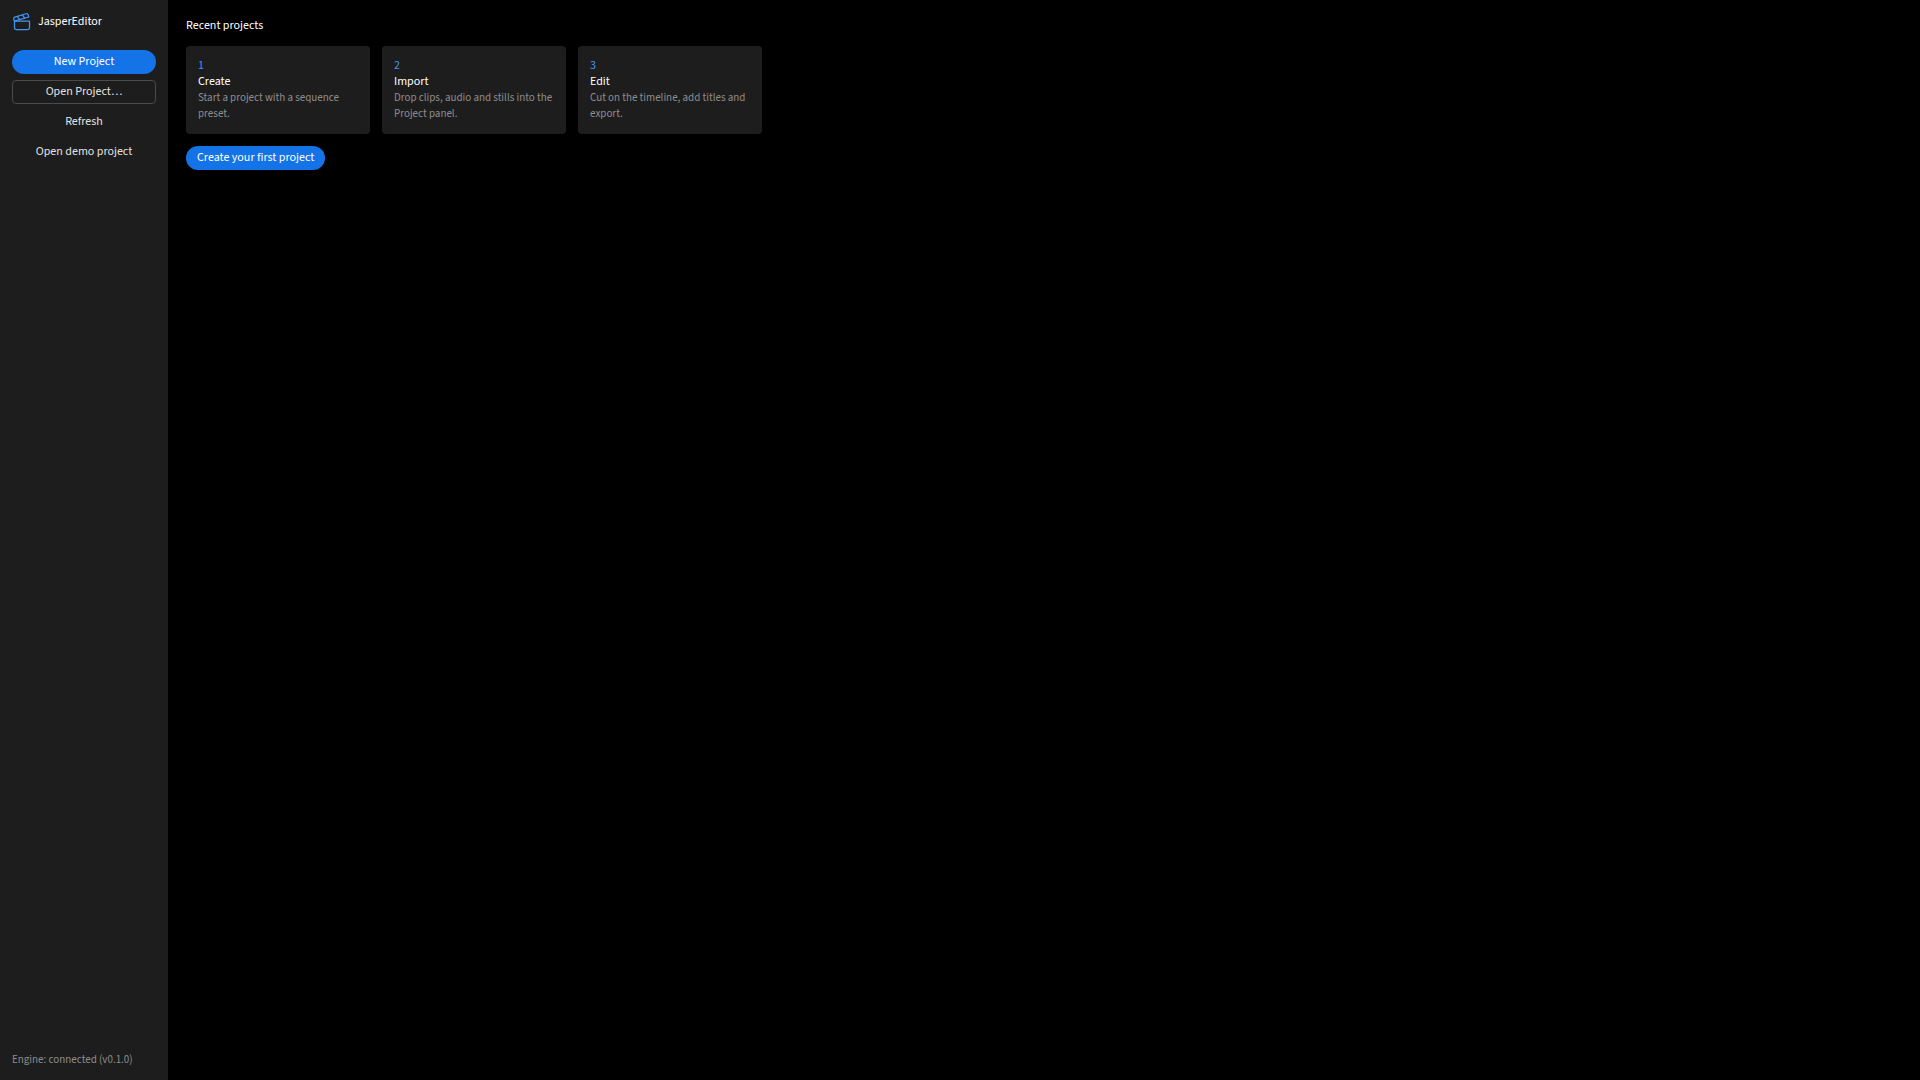 JasperEditor
New Project
Open Project...
Refresh
Open demo project
Engine: connected (v0.1.0)
Recent projects
1
Create
Start a project with a sequence
preset.
2
Import
Drop clips, audio and stills into the
Project panel.
3
Edit
Cut on the timeline, add titles and
export.
Create your first project